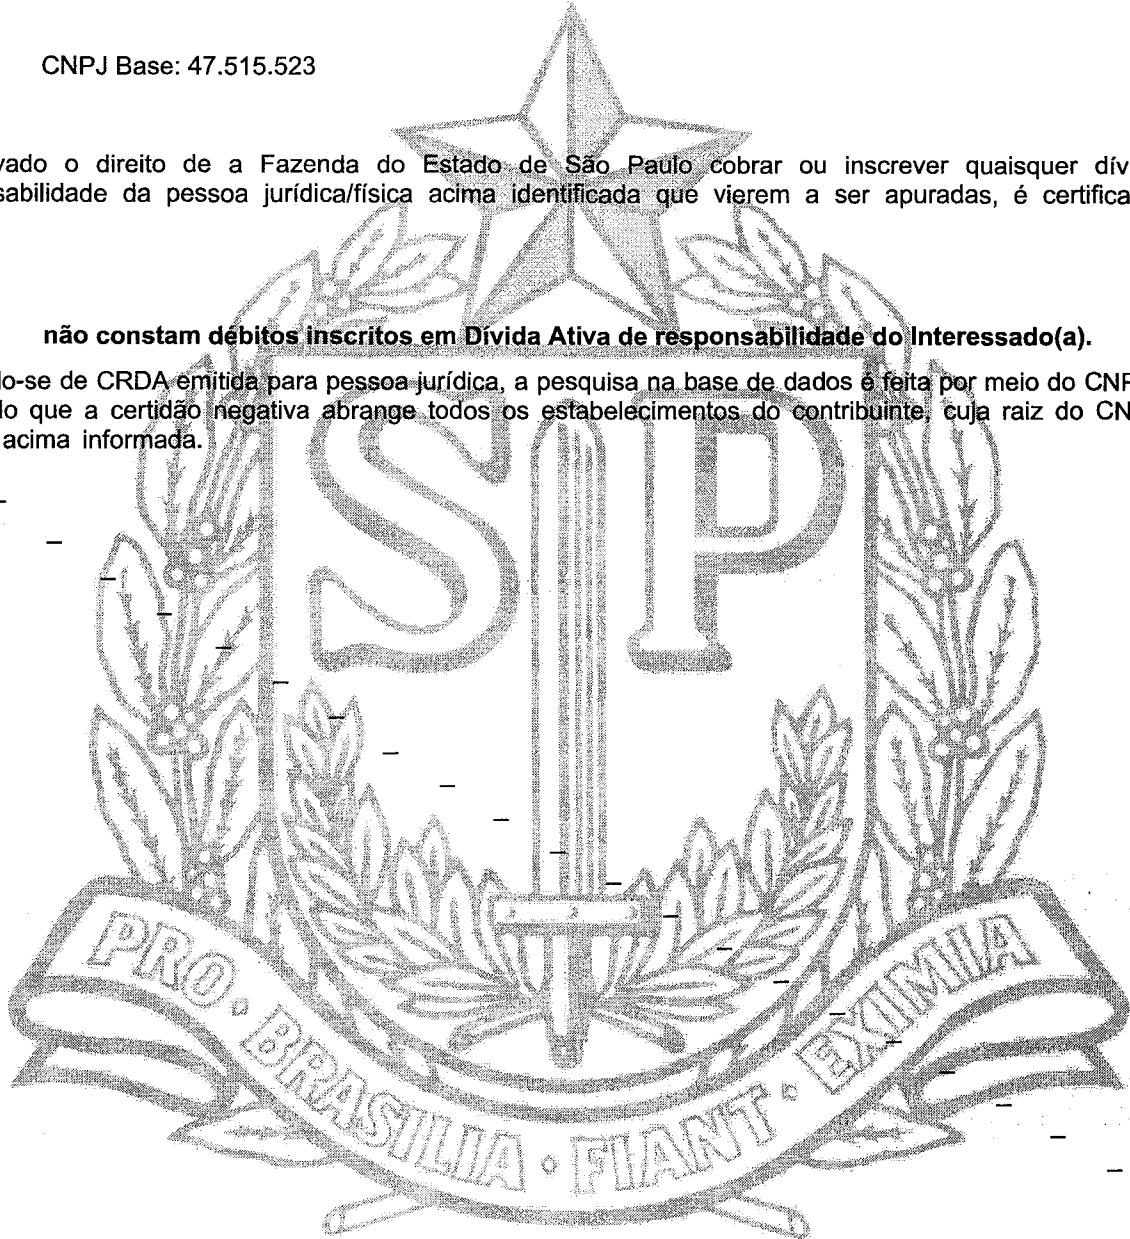 CNPJ Base: 47.515.523
vado o direito de a Fazenda do Estado de São Paulo cobrar ou inscrever quaisquer dív
sabilidade da pessoa jurídica/física acima identificada que vierem a ser apuradas, é certifica
não constam débitos inscritos em Dívida Ativa de responsabilidade do Interessado(a).
do-se de CRDA emitida para pessoa jurídica, a pesquisa na base de dados é feita por meio do CNP
do que a certidão negativa abrange todos os estabelecimentos do contribuinte, cuja raiz do CN
acima informada.
SP
PRO · BRASILIA · FIANT · EXIMIA